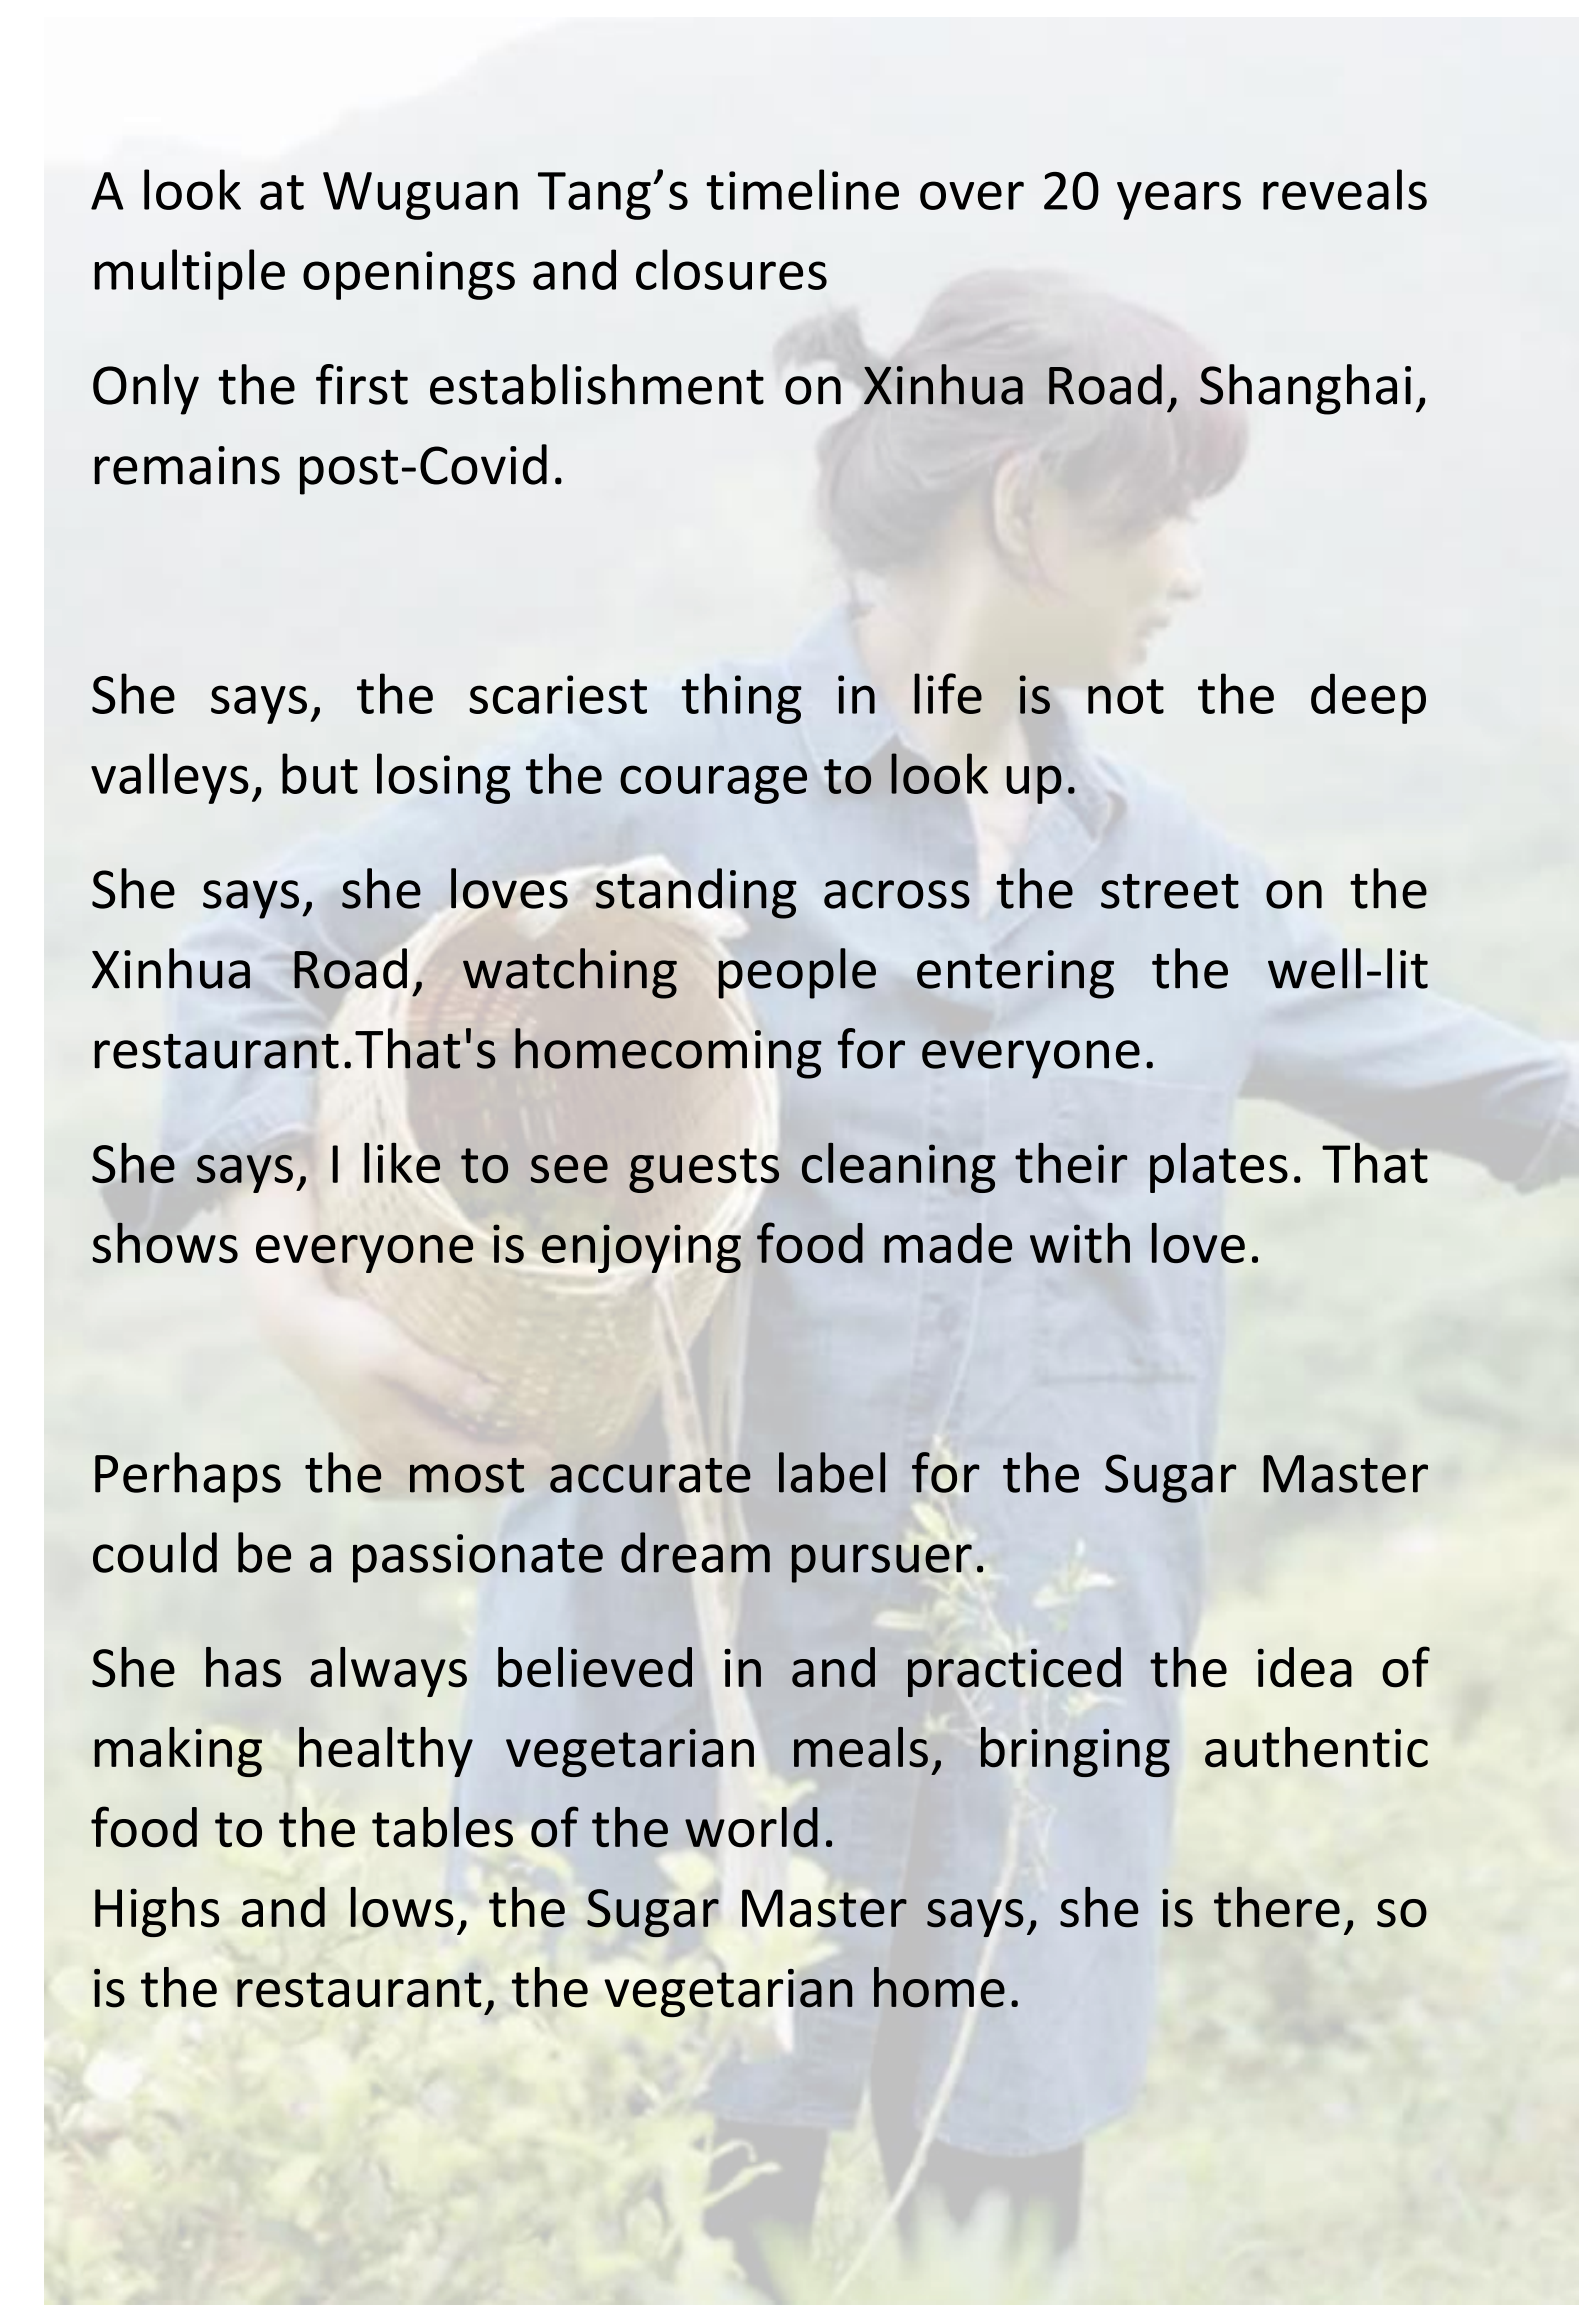 A look at Wuguan Tang’s timeline over 20 years reveals
multiple openings and closures
Only the first establishment on Xinhua Road, Shanghai,
remains post-Covid.
She says, the scariest thing in life is not the deep
valleys, but losing the courage to look up.
She says, she loves standing across the street on the
Xinhua Road, watching people entering the well-lit
restaurant.That's homecoming for everyone.
She says, I like to see guests cleaning their plates. That
shows everyone is enjoying food made with love.
Perhaps the most accurate label for the Sugar Master
could be a passionate dream pursuer.
She has always believed in and practiced the idea of
making healthy vegetarian meals, bringing authentic
food to the tables of the world.
Highs and lows, the Sugar Master says, she is there, so
is the restaurant, the vegetarian home.